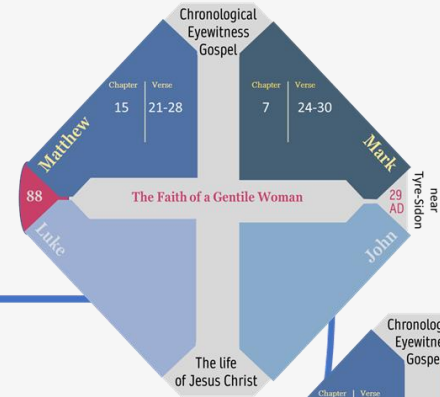 Chronological
Eyewitness
Gospel
Chapter Verse
15 21-28
Chapter Verse
7 24-30
Matthew
Mark
88
The Faith of a Gentile Woman
29
AD
near
Tyre-Sidon
Luke
John
The life
of Jesus Christ
Chronolog
Eyewitne
Gospe
Chapter Verse